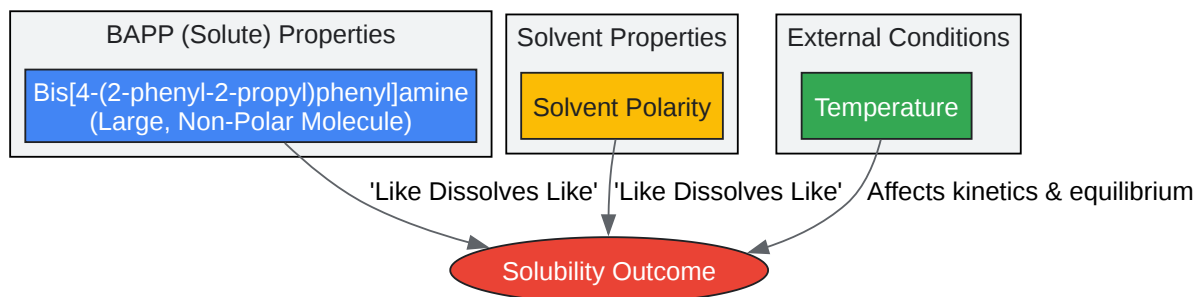 BAPP (Solute) Properties
Solvent Properties
External Conditions
Bis[4-(2-phenyl-2-propyl)phenyl]amine
(Large, Non-Polar Molecule)
Solvent Polarity
Temperature
'Like Dissolves Like'
'Like Dissolves Like'
Affects kinetics & equilibrium
Solubility Outcome